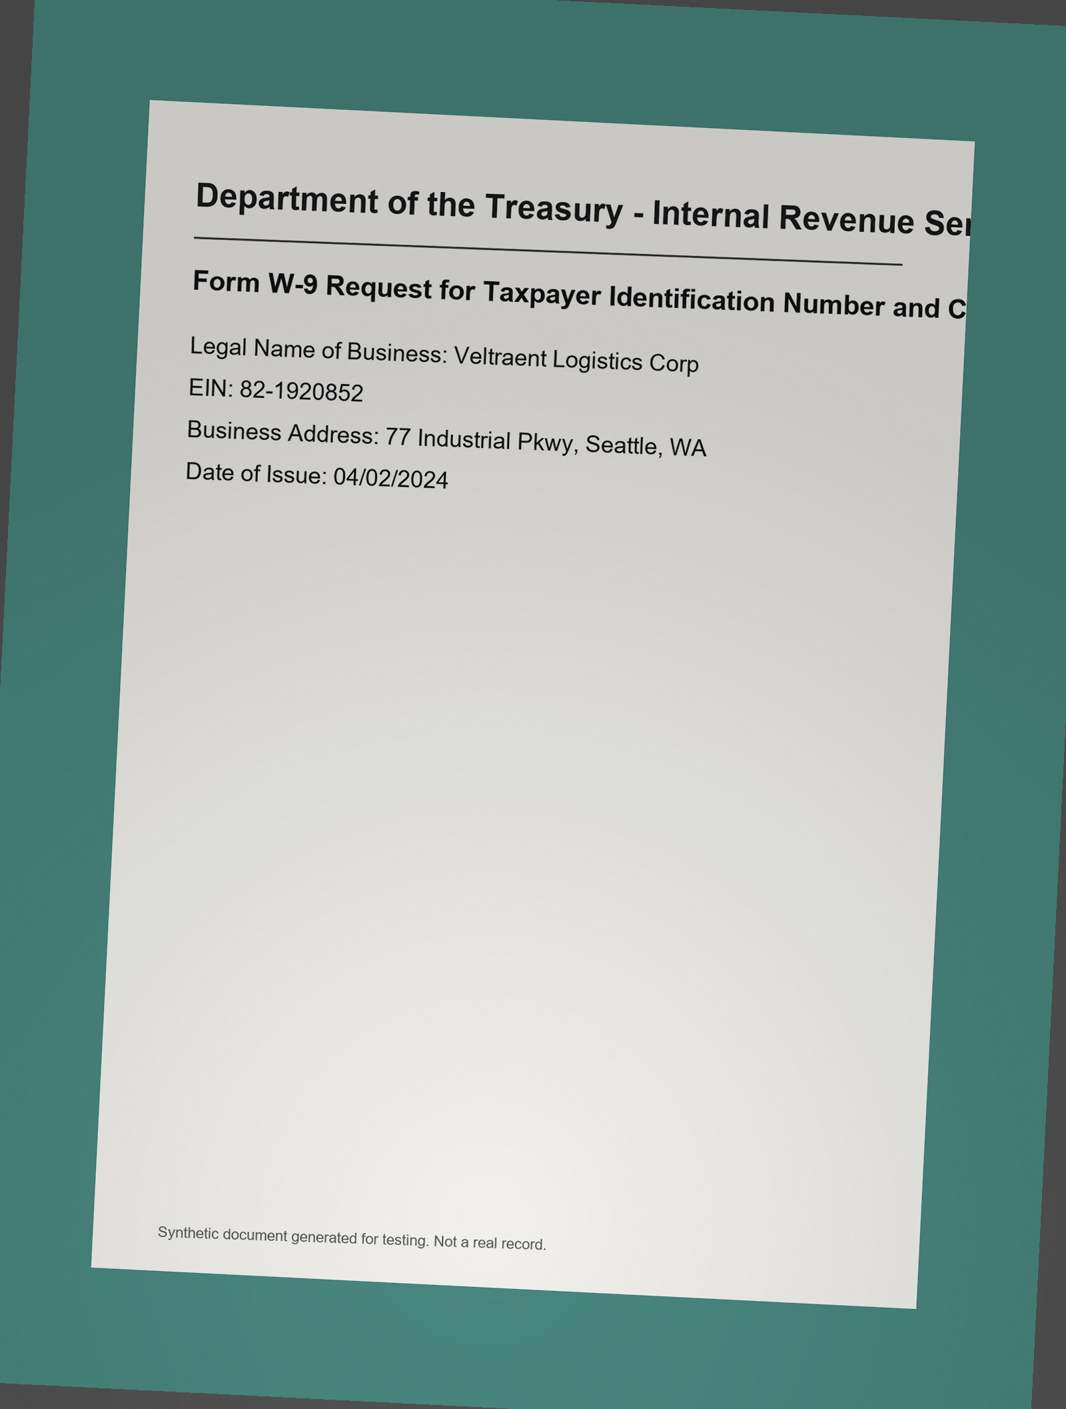 Department of the Treasury - Internal Revenue Ser
Form W-9 Request for Taxpayer Identification Number and C
Legal Name of Business: Veltraent Logistics Corp
EIN: 82-1920852
Business Address: 77 Industrial Pkwy, Seattle, WA
Date of Issue: 04/02/2024
Synthetic document generated for testing. Not a real record.